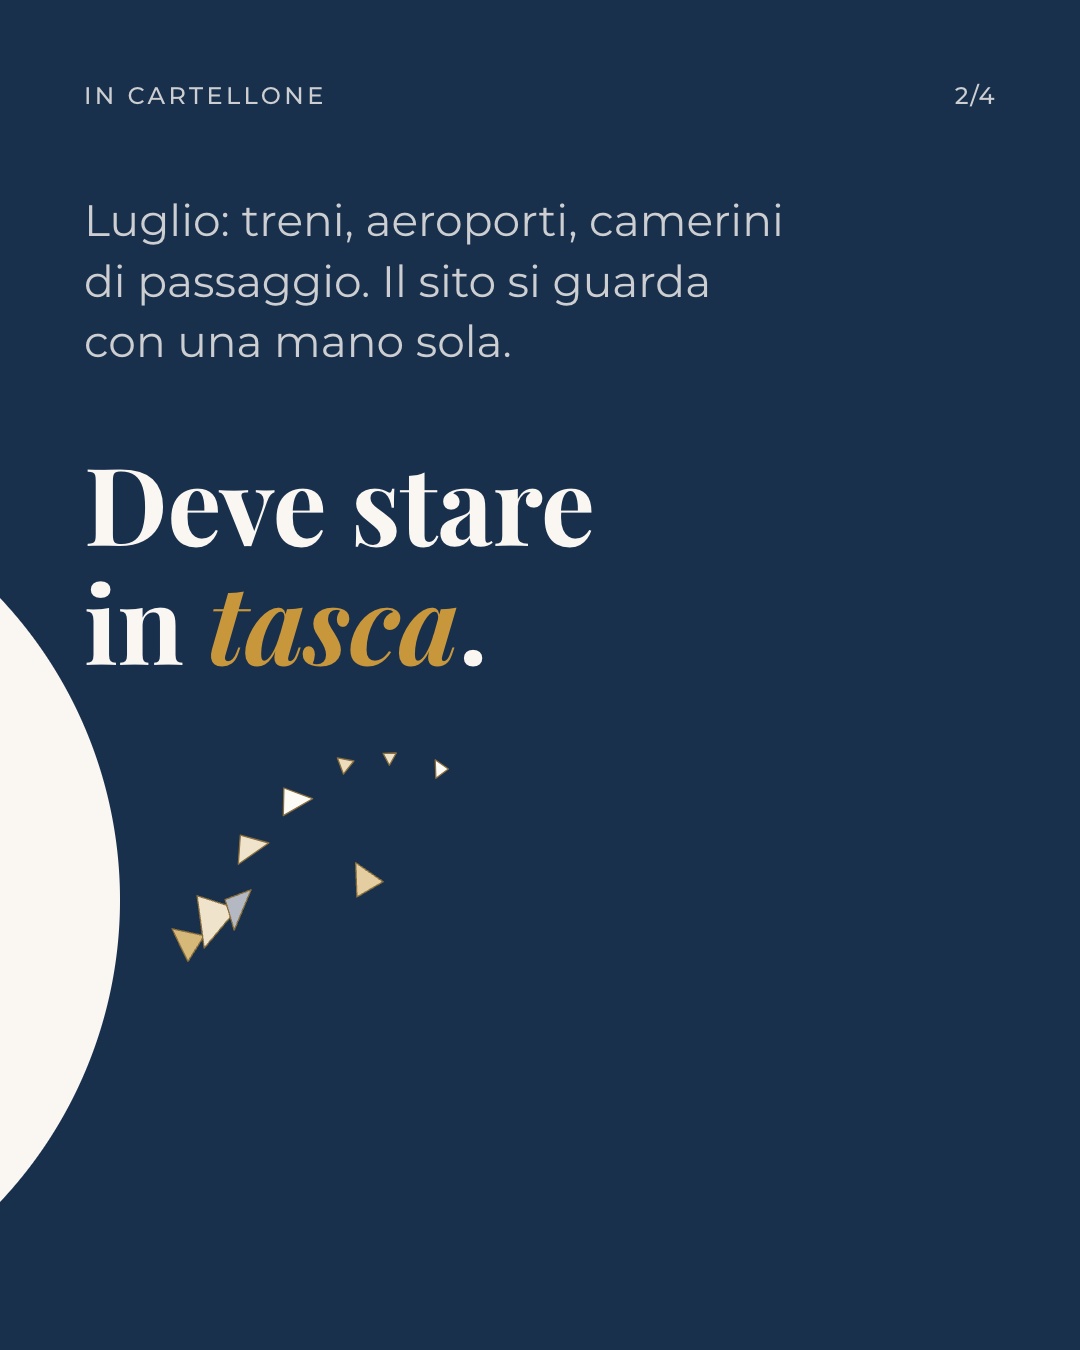 IN CARTELLONE
2/4
Luglio: treni, aeroporti, camerini
di passaggio. Il sito si guarda
con una mano sola.
Deve stare
in tasca.